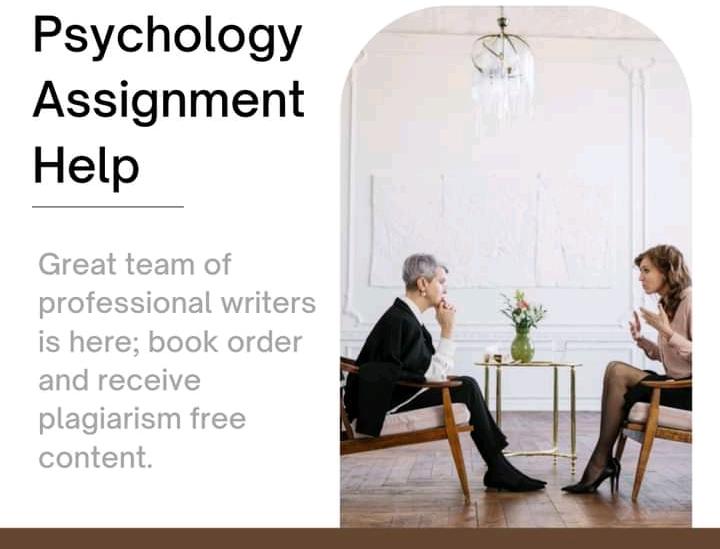 Psychology
Assignment
Help
Great team of
professional writers
is here; book order
and receive
plagiarism free
content.